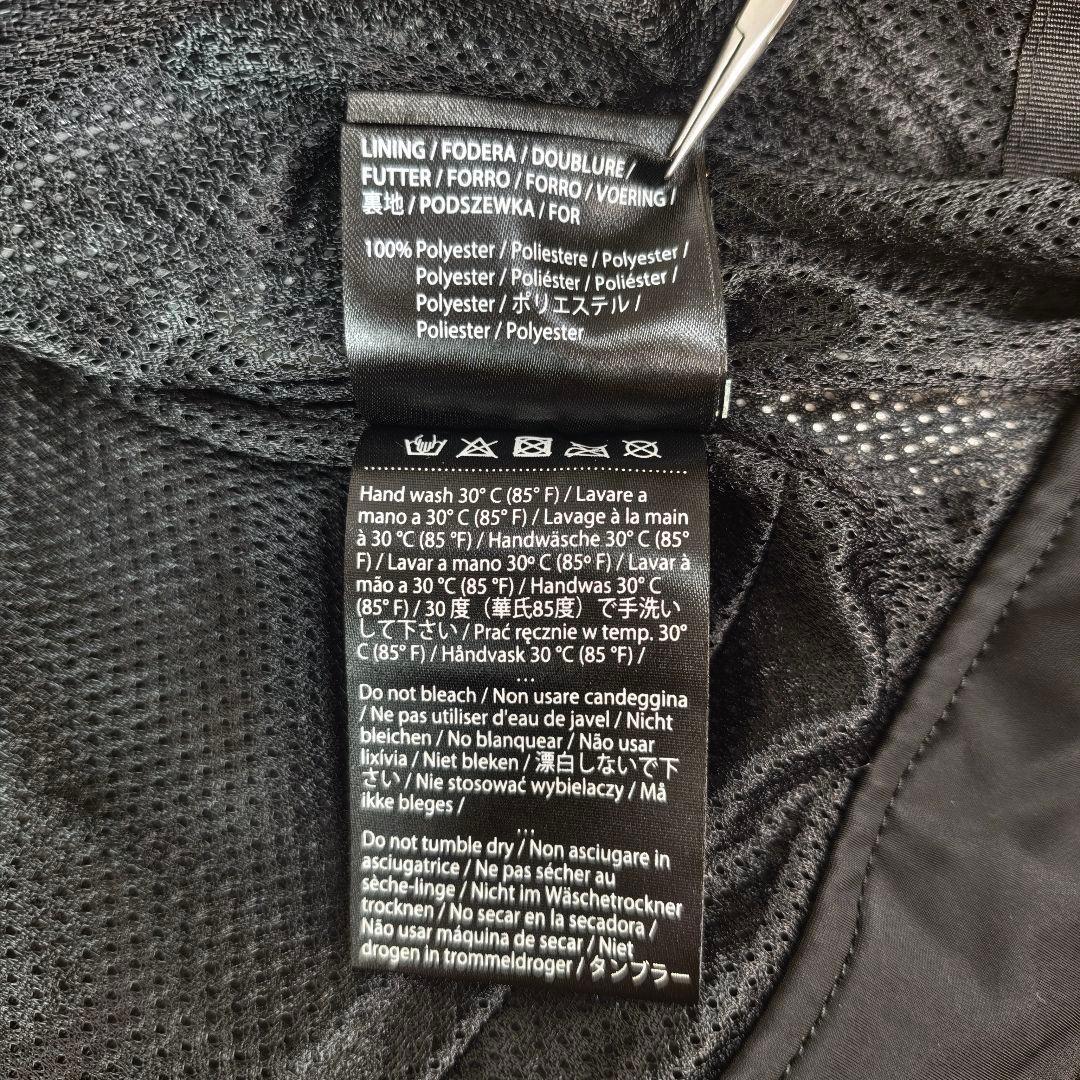 LINING / FODERA / DOUBLURE /
FUTTER / FORRO / FORRO / VOERING /
裏地 / PODSZEWKA / FOR
100% Polyester / Poliestere / Polyester /
Polyester / Poliéster / Poliéster /
Polyester / ポリエステル /
Poliester / Polyester
Hand wash 30° C (85° F) / Lavare a
mano a 30° C (85° F) / Lavage à la main
à 30 °C (85 °F) / Handwäsche 30° C (85°
F) / Lavar a mano 30º C (85º F) / Lavar à
mão a 30 °C (85 °F) / Handwas 30° C
(85° F) / 30 度（華氏85度）で手洗い
して下さい / Prać ręcznie w temp. 30°
C (85° F) / Håndvask 30 °C (85 °F) /
...
Do not bleach / Non usare candeggina
/ Ne pas utiliser d'eau de javel / Nicht
bleichen / No blanquear / Não usar
lixívia / Niet bleken / 漂白しないで下
さい / Nie stosować wybielaczy / Må
ikke bleges /
...
Do not tumble dry / Non asciugare in
asciugatrice / Ne pas sécher au
sèche-linge / Nicht im Wäschetrockner
trocknen / No secar en la secadora /
Não usar máquina de secar / Niet
drogen in trommeldroger / タンブラー